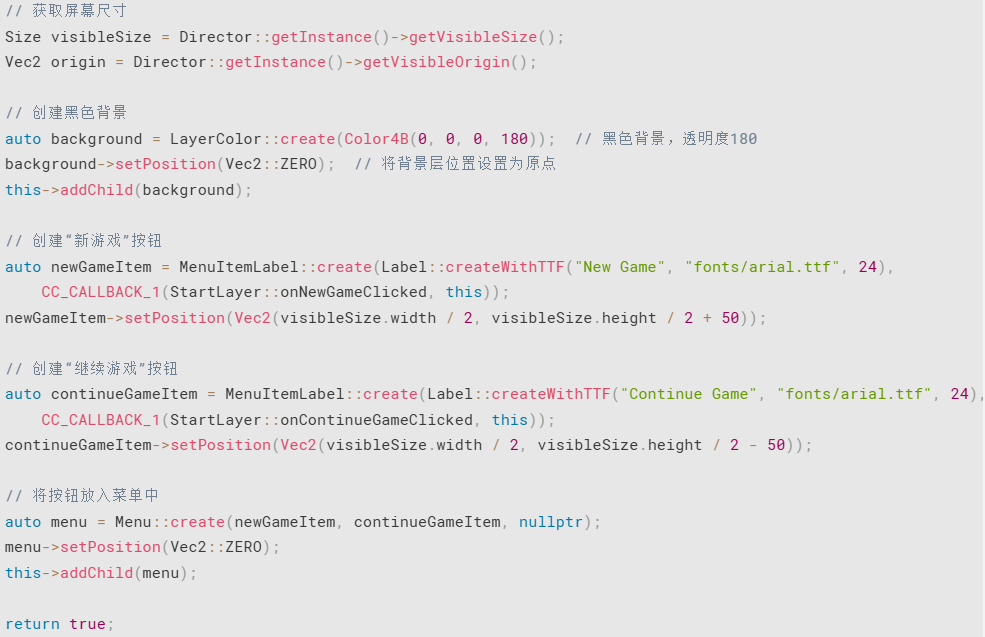 // 获取屏幕尺寸
Size visibleSize = Director::getInstance()->getVisibleSize();
Vec2 origin = Director::getInstance()->getVisibleOrigin();
// 创建黑色背景
auto background = LayerColor::create(Color4B(0, 0, 0, 180));  // 黑色背景，透明度180
background->setPosition(Vec2::ZERO);  // 将背景层位置设置为原点
this->addChild(background);
// 创建“新游戏”按钮
auto newGameItem = MenuItemLabel::create(Label::createWithTTF("New Game", "fonts/arial.ttf", 24),
    CC_CALLBACK_1(StartLayer::onNewGameClicked, this));
newGameItem->setPosition(Vec2(visibleSize.width / 2, visibleSize.height / 2 + 50));
// 创建“继续游戏”按钮
auto continueGameItem = MenuItemLabel::create(Label::createWithTTF("Continue Game", "fonts/arial.ttf", 24),
    CC_CALLBACK_1(StartLayer::onContinueGameClicked, this));
continueGameItem->setPosition(Vec2(visibleSize.width / 2, visibleSize.height / 2 - 50));
// 将按钮放入菜单中
auto menu = Menu::create(newGameItem, continueGameItem, nullptr);
menu->setPosition(Vec2::ZERO);
this->addChild(menu);
return true;